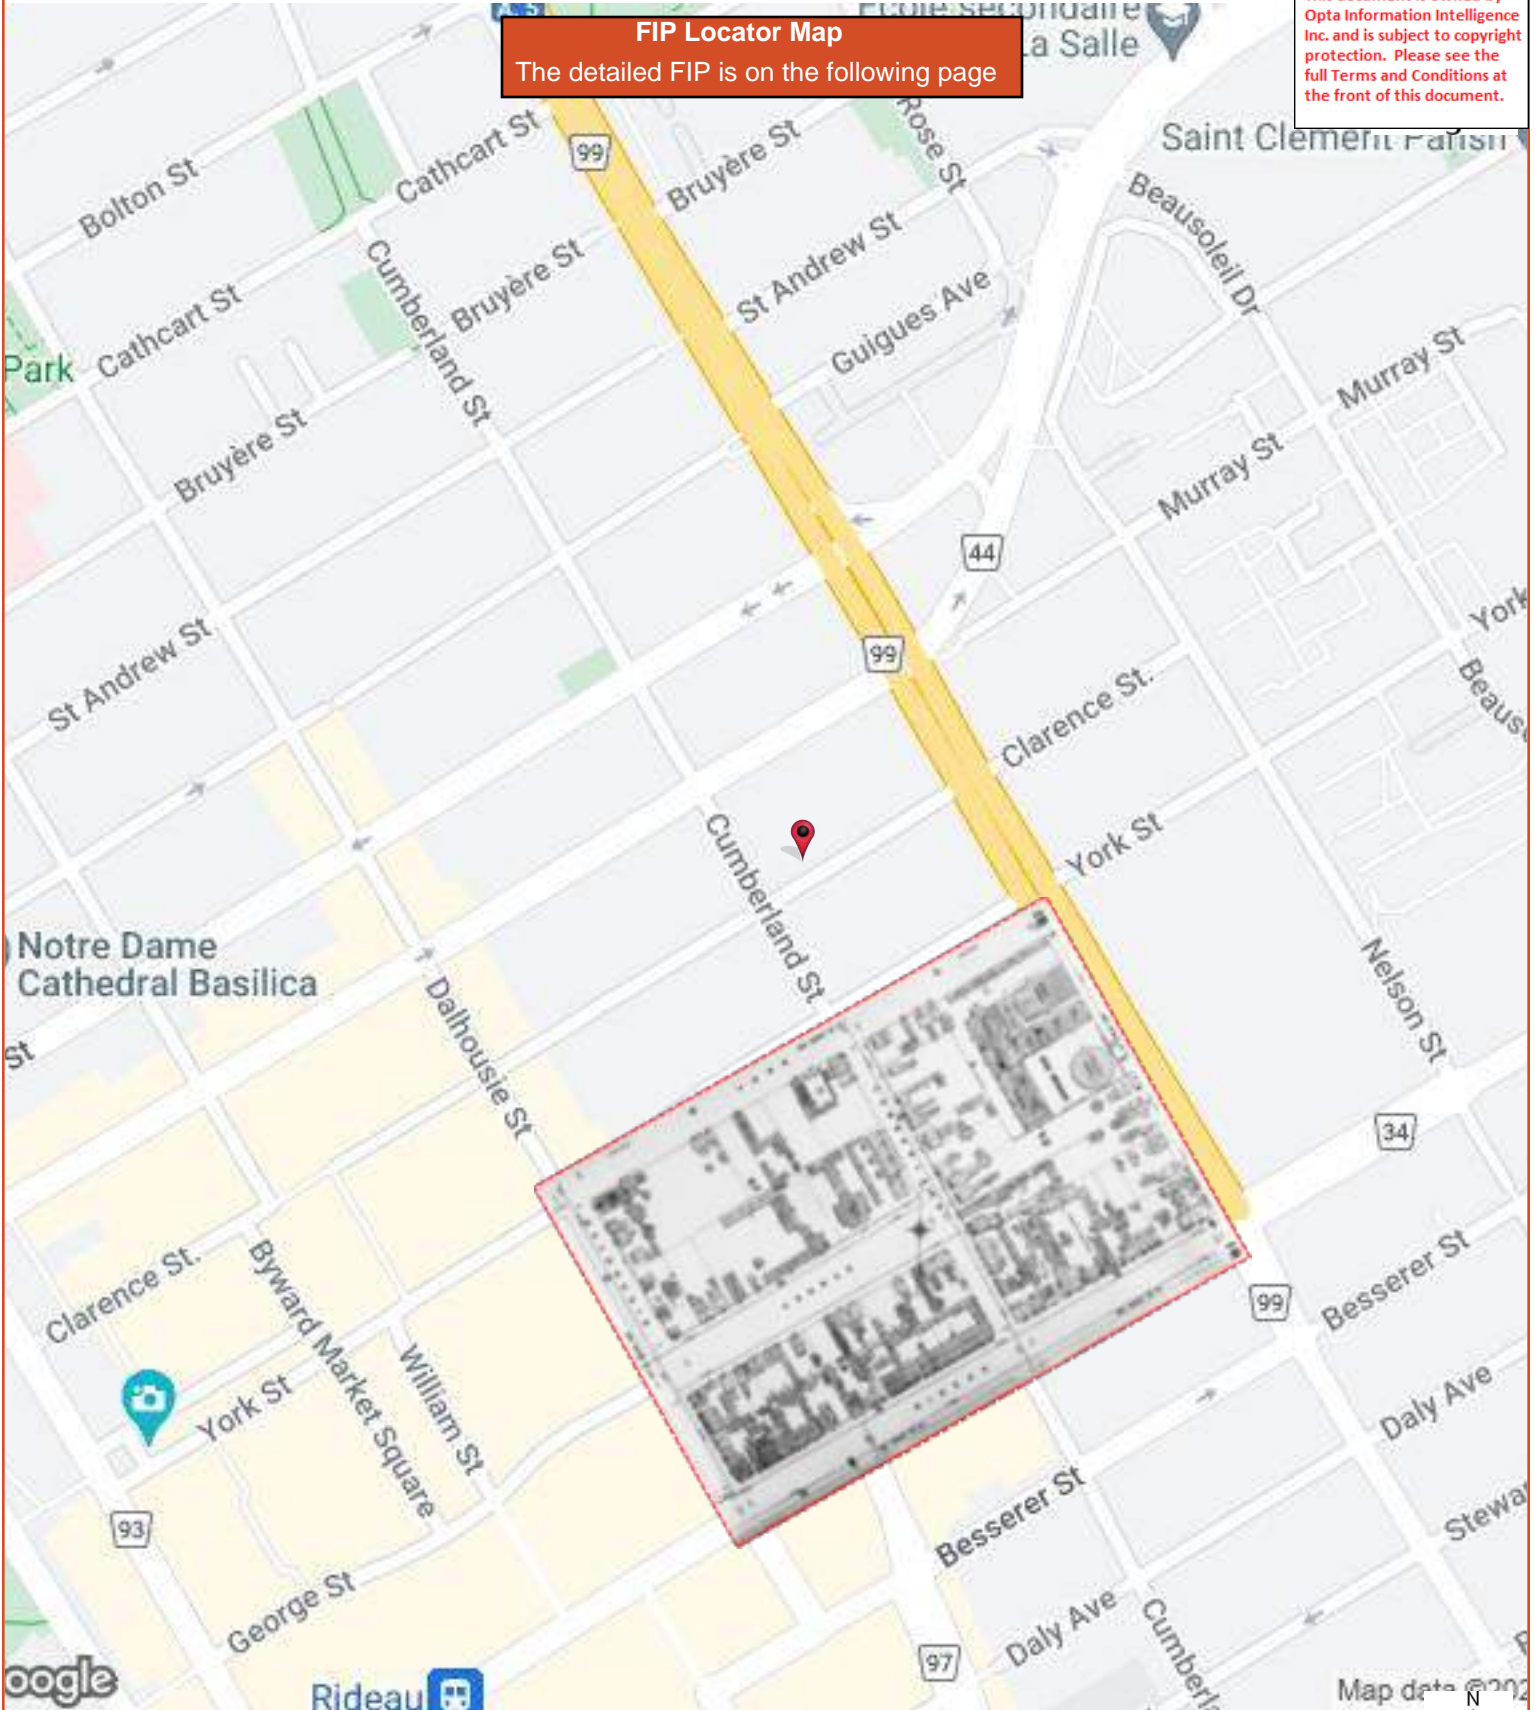 FIP Locator Map
The detailed FIP is on the following page
Opta Information Intelligence
Inc. and is subject to copyright
protection. Please see the
full Terms and Conditions at
the front of this document.
La Salle
Saint Clement Parish
Bolton St
Cathcart St
99
Bruyère St
Rose St
Beausoleil Dr
Cathcart St
Cumberland St
Bruyère St
St Andrew St
Guigues Ave
Park
Bruyère St
Murray St
Murray St
44
St Andrew St
99
York
Clarence St.
York St
Cumberland St
Notre Dame
Cathedral Basilica
Dalhousie St
Nelson St
St
34
Clarence St.
Byward Market Square
William St
York St
99
Besserer St
Daly Ave
93
Besserer St
George St
Daly Ave
97
Rideau
Map data
N